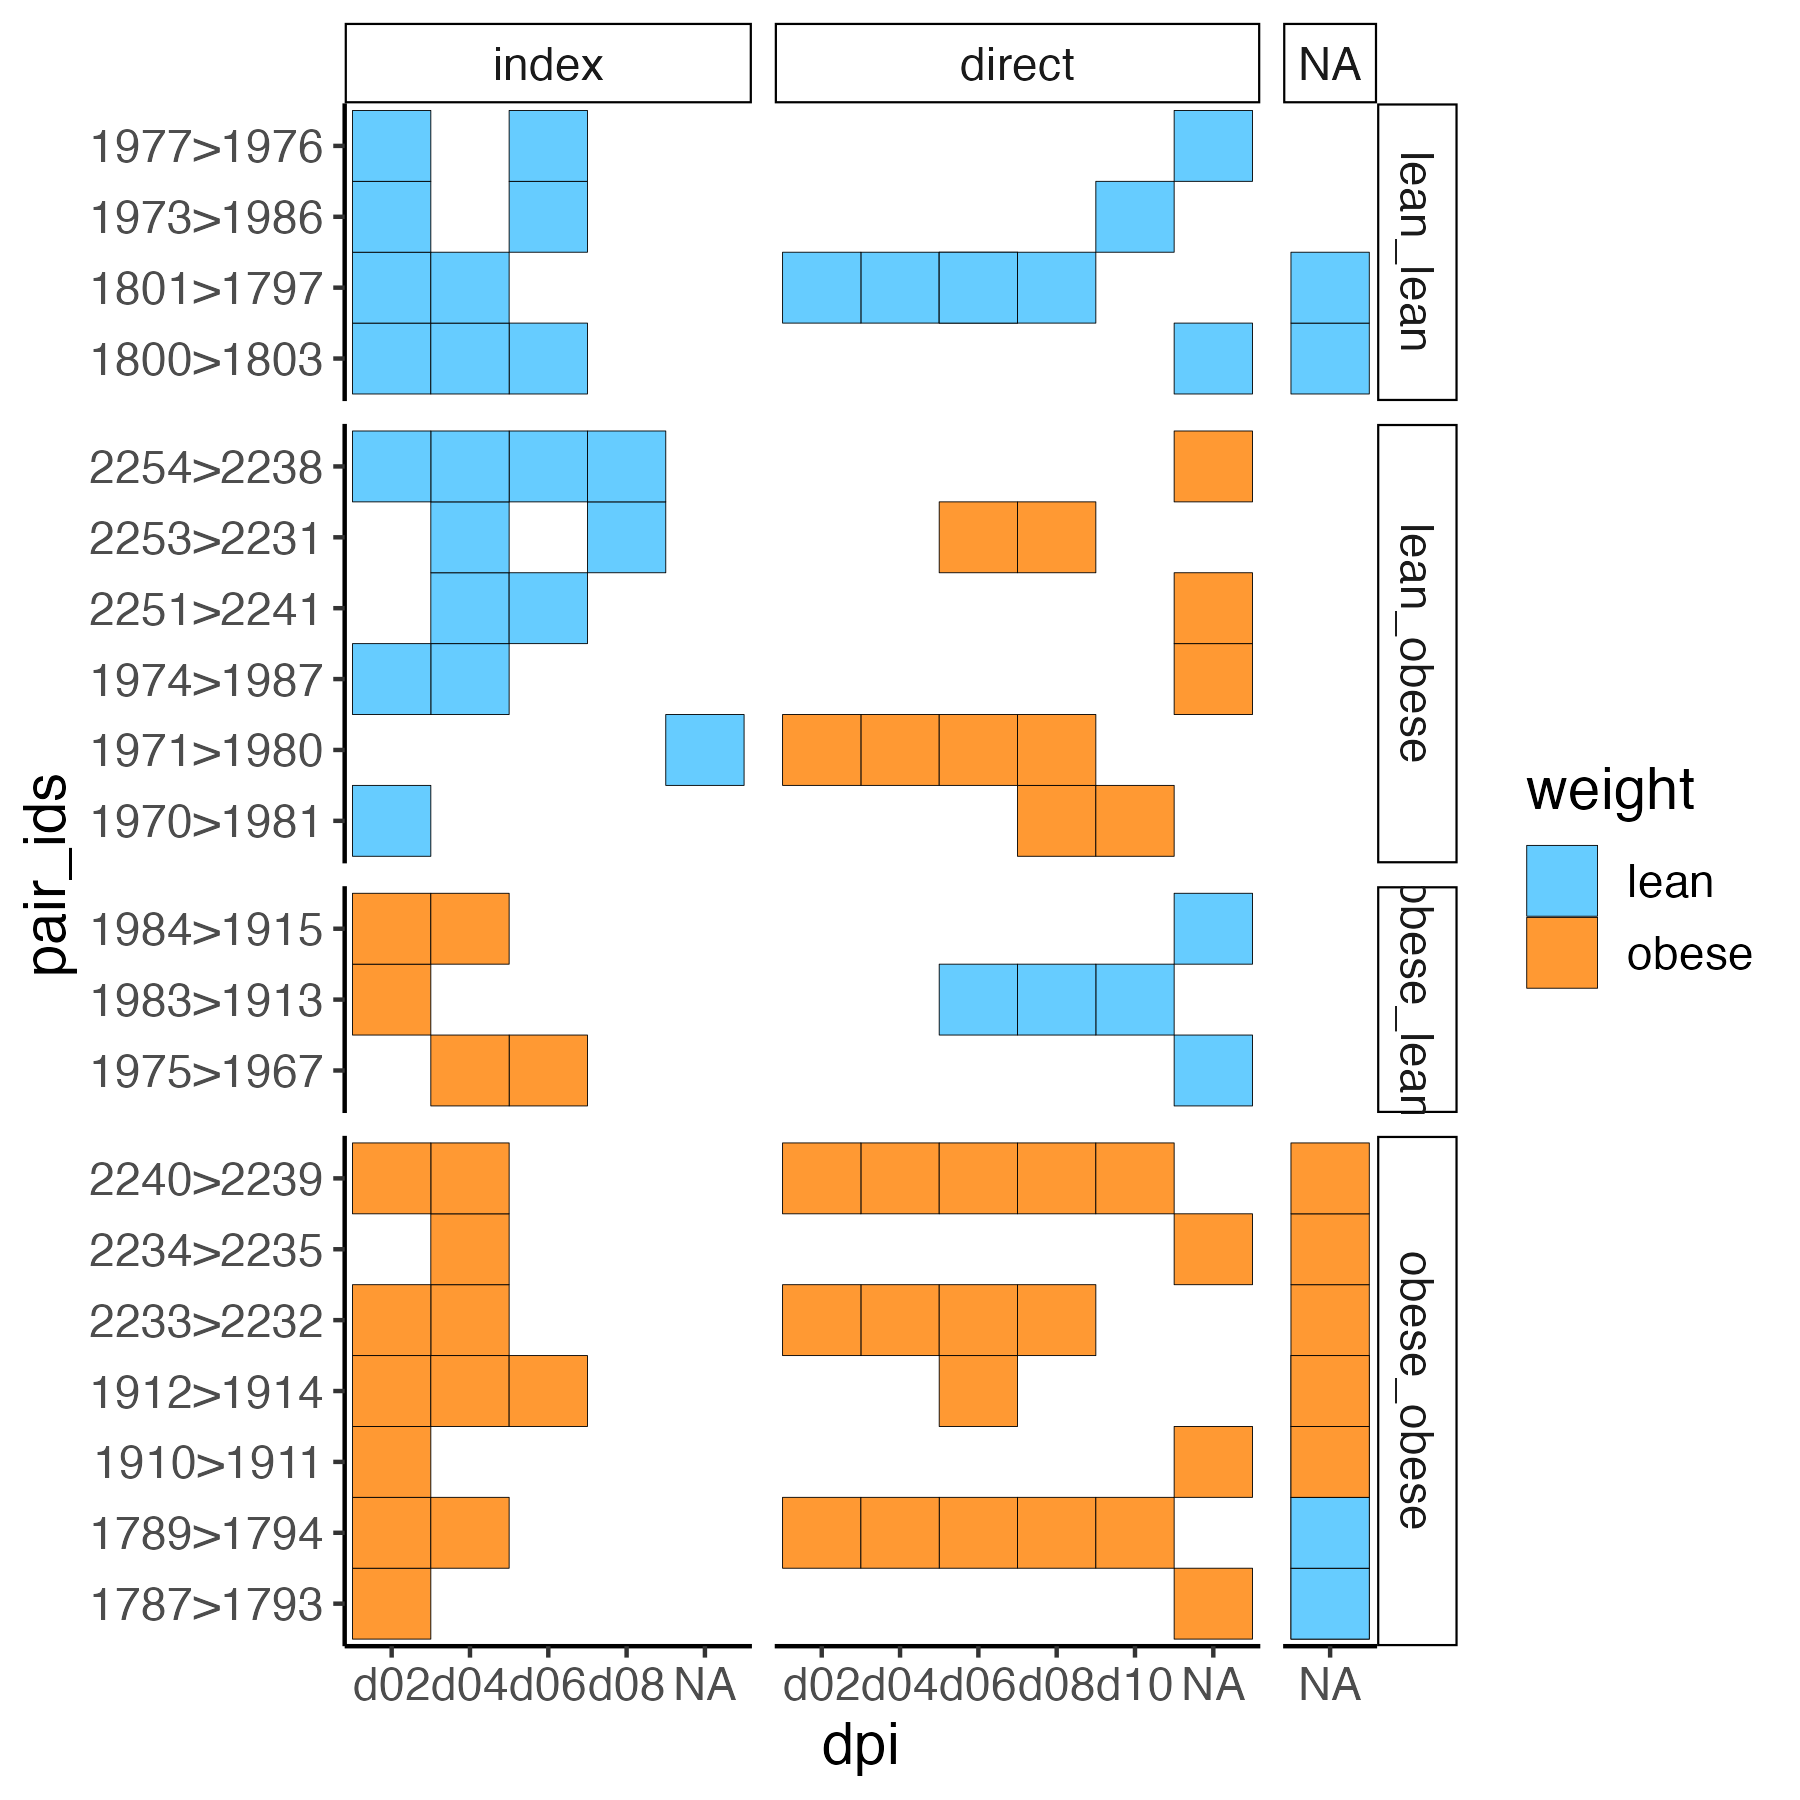 index direct NA
1977>1976
1973>1986
1801>1797
1800>1803
lean_lean
2254>2238
2253>2231
2251>2241
1974>1987
1971>1980
1970>1981
lean_obese
1984>1915
1983>1913
1975>1967
obese_lean
2240>2239
2234>2235
2233>2232
1912>1914
1910>1911
1789>1794
1787>1793
obese_obese
d02 d04 d06 d08 NA d02 d04 d06 d08 d10 NA NA
dpi
pair_ids
weight
lean
obese